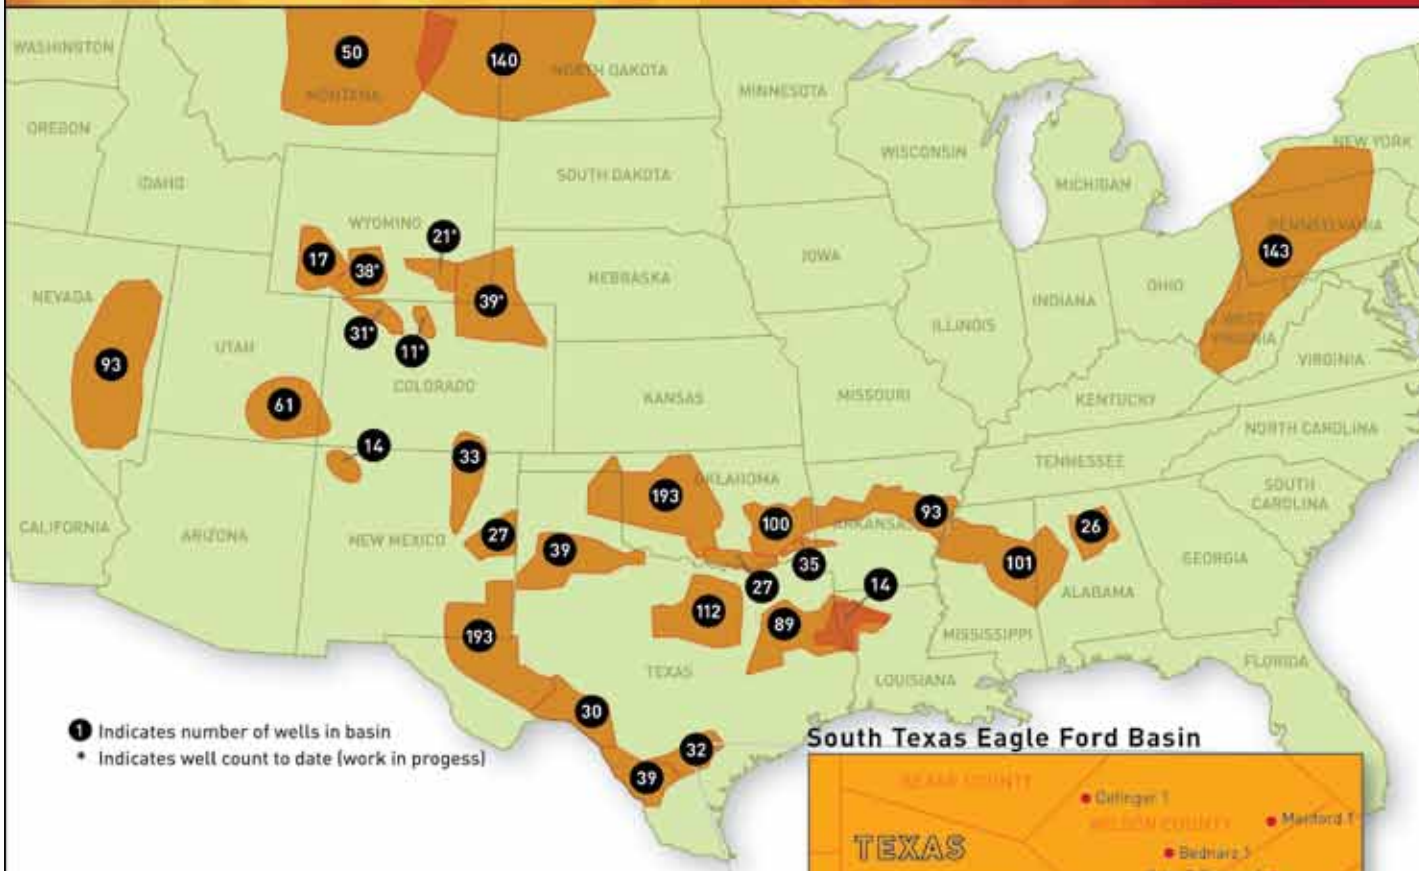 WASHINGTON
50
140
MONTANA
NORTH DAKOTA
MINNESOTA
OREGON
IDAHO
SOUTH DAKOTA
WISCONSIN
MICHIGAN
NEW YORK
WYOMING
21*
17
38*
39*
31*
11*
NEBRASKA
IOWA
PENNSYLVANIA
143
NEVADA
93
UTAH
61
COLORADO
KANSAS
MISSOURI
ILLINOIS
INDIANA
OHIO
WEST
VIRGINIA
VIRGINIA
KENTUCKY
NORTH CAROLINA
TENNESSEE
SOUTH
CAROLINA
14
33
CALIFORNIA
ARIZONA
NEW MEXICO
27
39
193
OKLAHOMA
100
ARKANSAS
93
101
26
GEORGIA
ALABAMA
MISSISSIPPI
35
27
14
112
89
193
TEXAS
LOUISIANA
FLORIDA
30
32
39
1 Indicates number of wells in basin
* Indicates well count to date (work in progess)
South Texas Eagle Ford Basin
BEXAR COUNTY
WILSON COUNTY
Manford 1
TEXAS
Bednarz 1